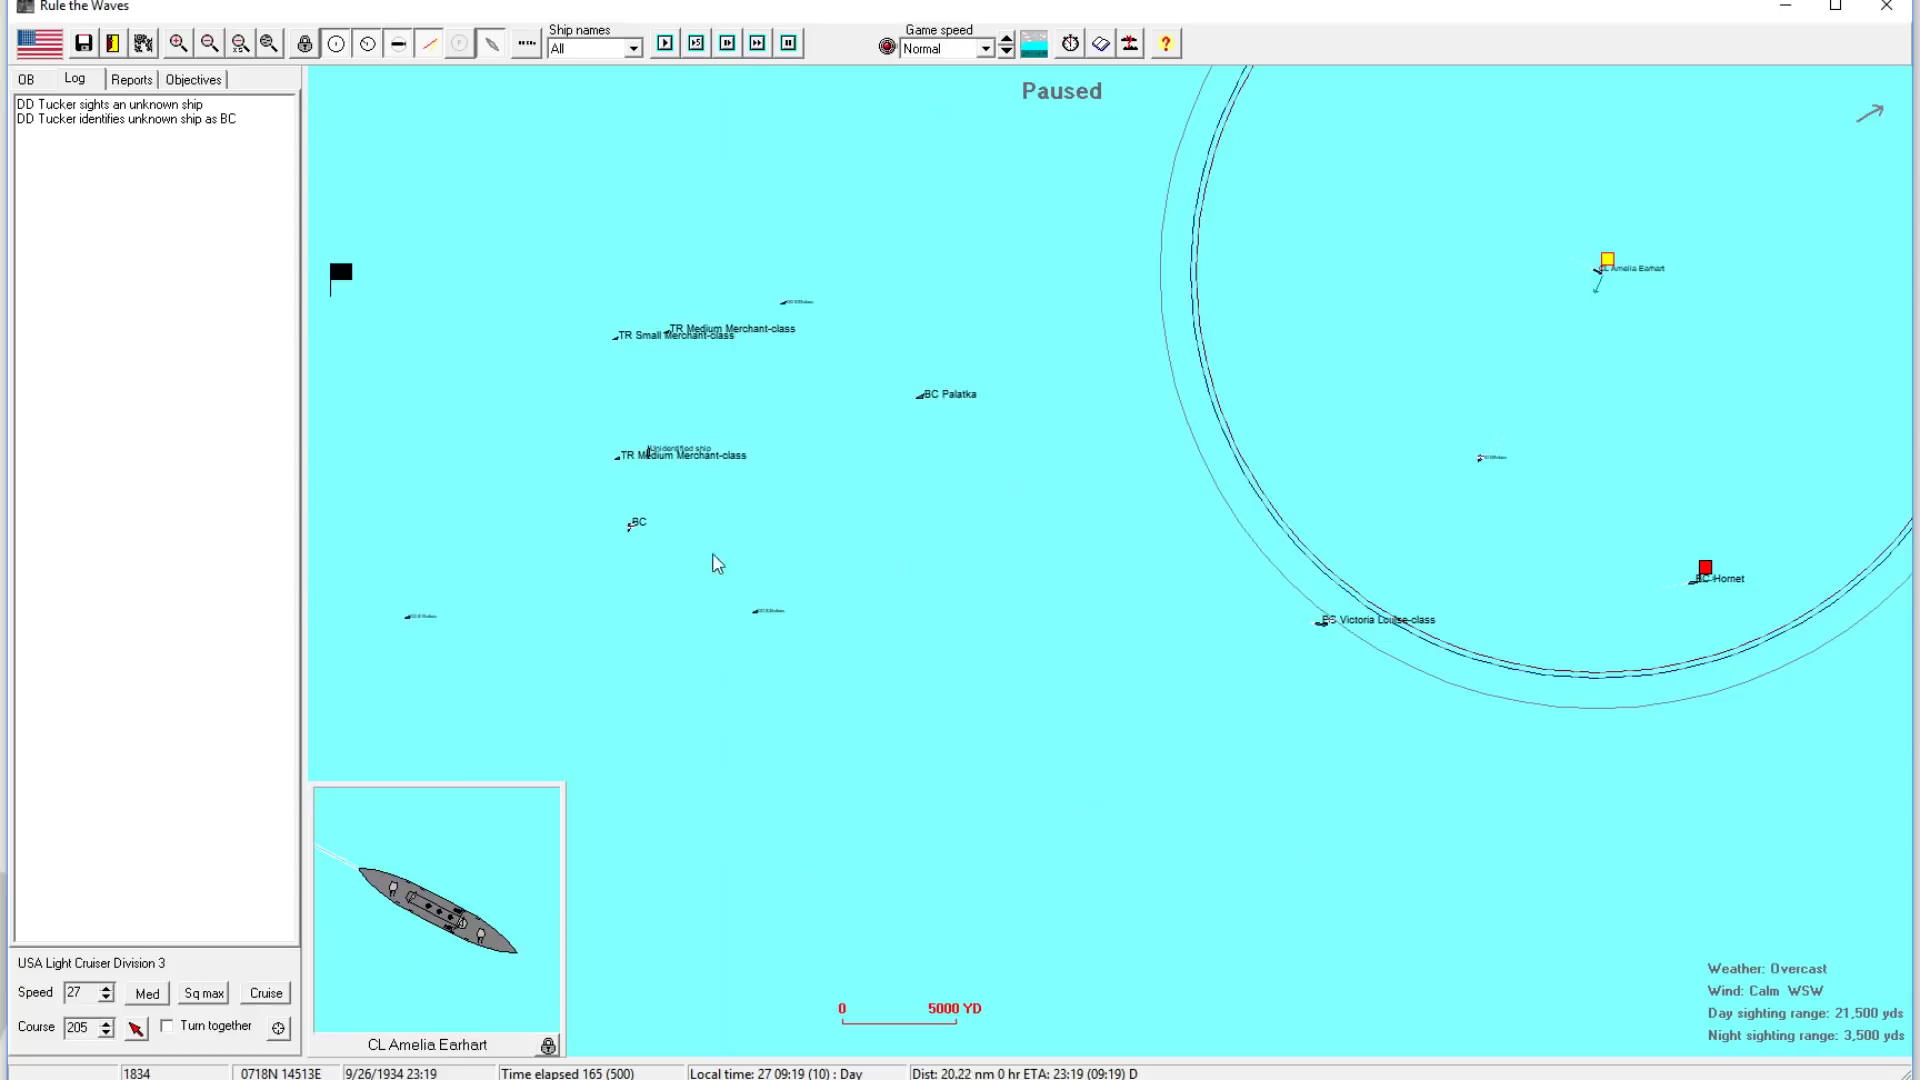 Rule the Waves
Ship names
All
Game speed
Normal
OB
Log
Reports
Objectives
DD Tucker sights an unknown ship
DD Tucker identifies unknown ship as BC
Paused
CL Amelia Earhart
TR Medium Merchant-class
TR Small Merchant-class
BC Palatka
Unidentified ship
TR Medium Merchant-class
BC
BC Hornet
Victoria Louise-class
USA Light Cruiser Division 3
Speed 27 Med Sq max Cruise
Course 205 Turn together
CL Amelia Earhart
0 5000 YD
Weather: Overcast
Wind: Calm WSW
Day sighting range: 21,500 yds
Night sighting range: 3,500 yds
1834
0718N 14513E
9/26/1934 23:19
Time elapsed 165 (500)
Local time: 27 09:19 (10) : Day
Dist: 20.22 nm 0 hr ETA: 23:19 (09:19) D